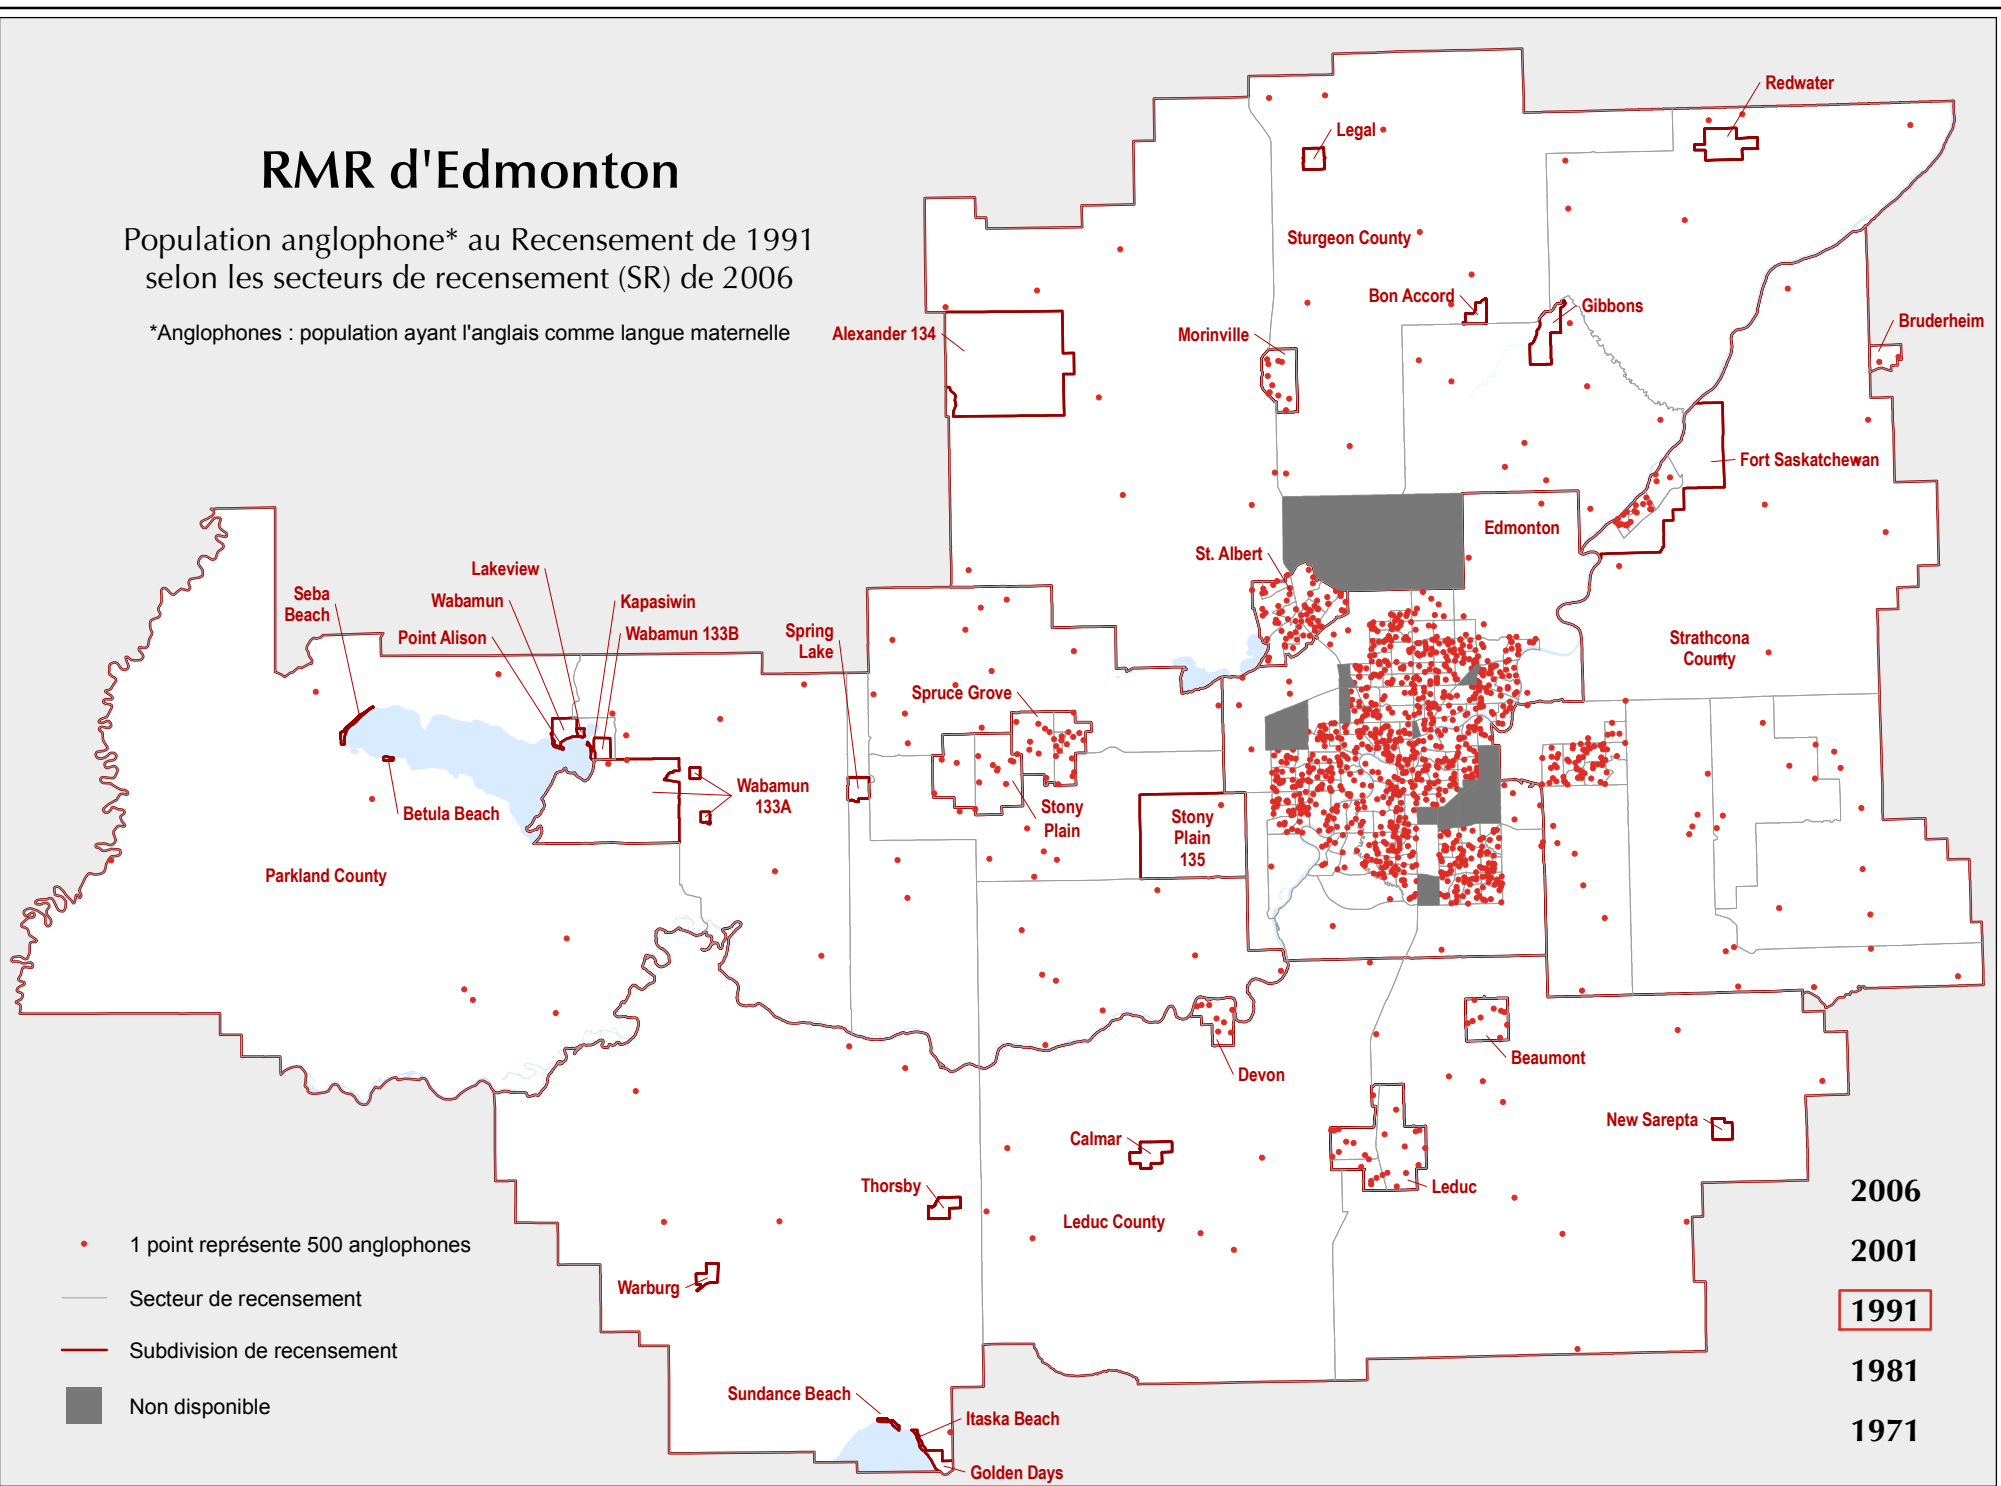 RMR d'Edmonton
Population anglophone* au Recensement de 1991
selon les secteurs de recensement (SR) de 2006
*Anglophones : population ayant l'anglais comme langue maternelle
Redwater
Legal
Sturgeon County
Bon Accord
Gibbons
Bruderheim
Alexander 134
Morinville
Fort Saskatchewan
Edmonton
St. Albert
Lakeview
Seba
Beach
Wabamun
Kapasiwin
Point Alison
Wabamun 133B
Spring
Lake
Strathcona
County
Spruce Grove
Wabamun
133A
Betula Beach
Stony
Plain
Stony
Plain
135
Parkland County
Devon
Beaumont
New Sarepta
Calmar
Thorsby
Leduc
Leduc County
Warburg
Sundance Beach
Itaska Beach
Golden Days
1 point représente 500 anglophones
Secteur de recensement
Subdivision de recensement
Non disponible
2006
2001
1991
1981
1971